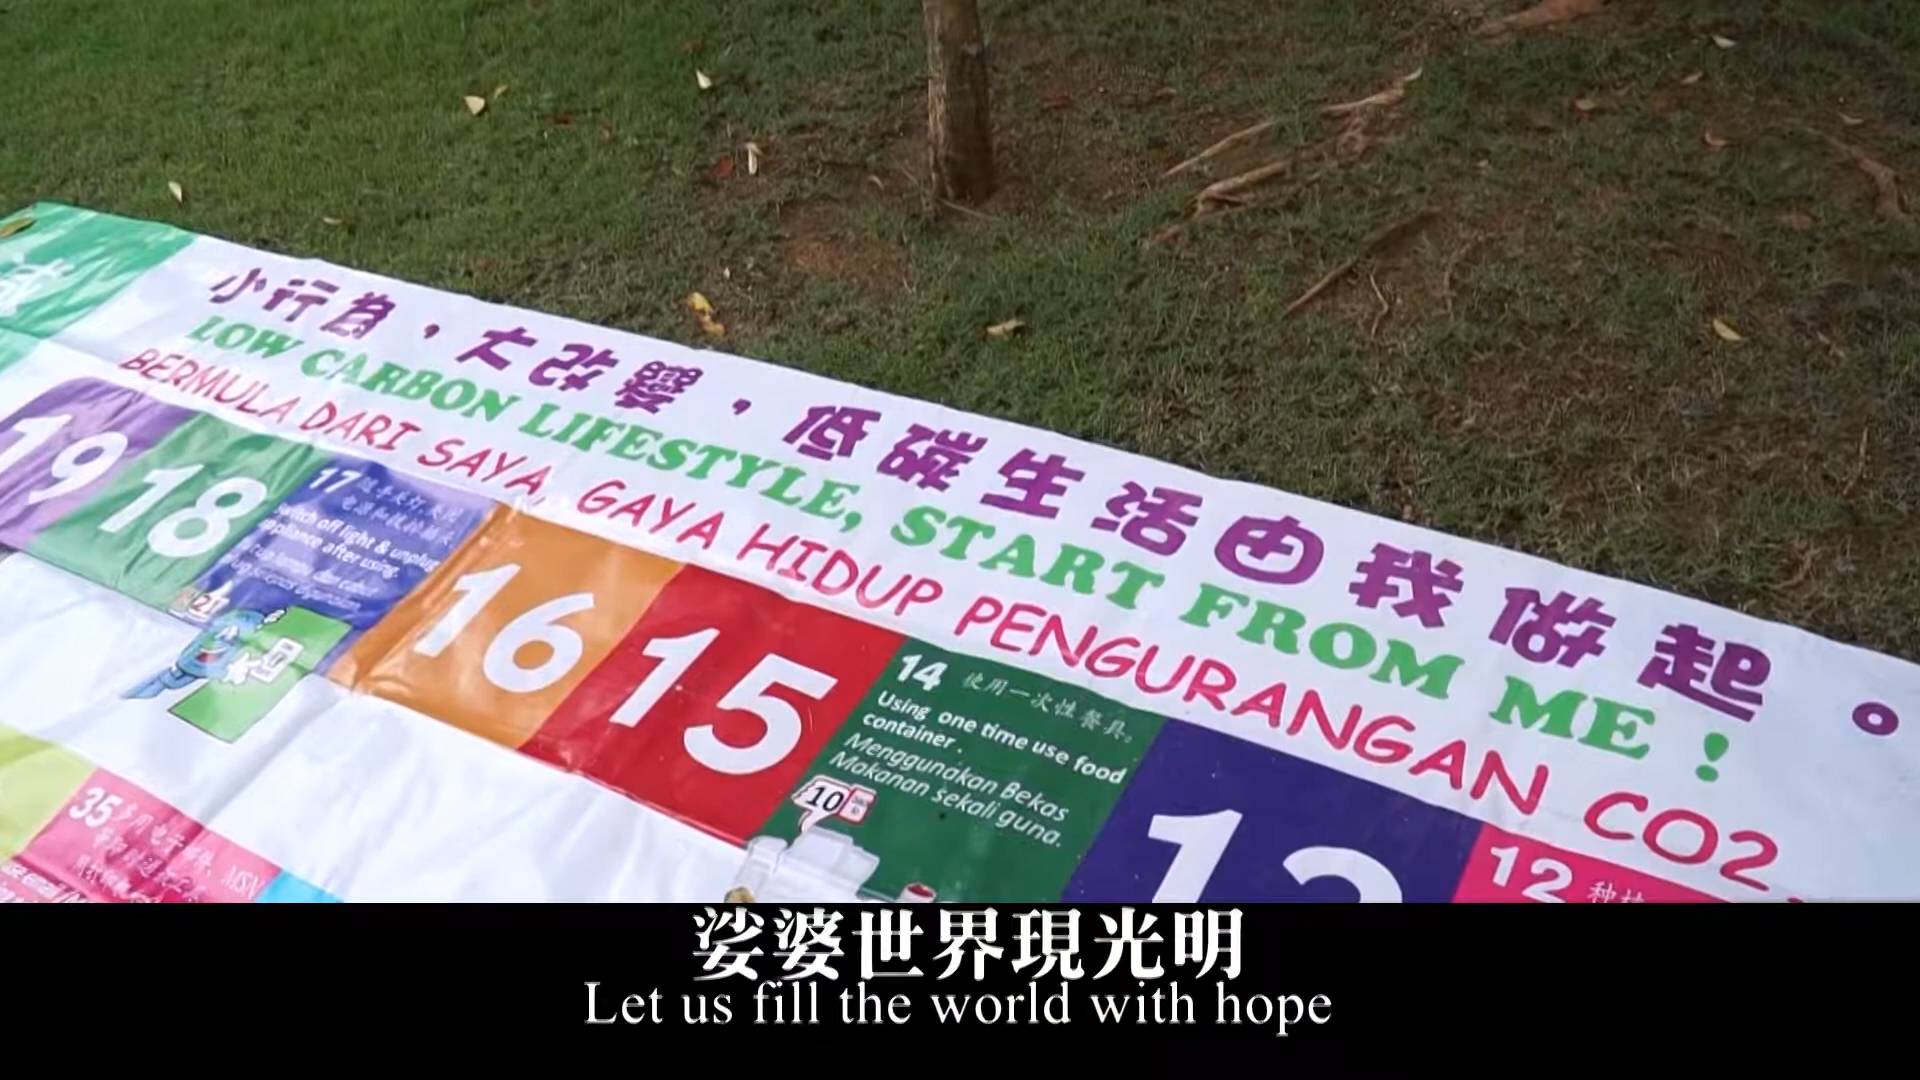 小行為，大改變，低碳生活由我做起。
LOW CARBON LIFESTYLE, START FROM ME !
BERMULA DARI SAYA, GAYA HIDUP PENGURANGAN CO2
19
18
17
switch off light & unplug
appliance after using.
21
16
15
14 使用一次性餐具。
Using one time use food
container .
Menggunakan Bekas
Makanan sekali guna.
10
12
35
MSN
娑婆世界現光明
Let us fill the world with hope